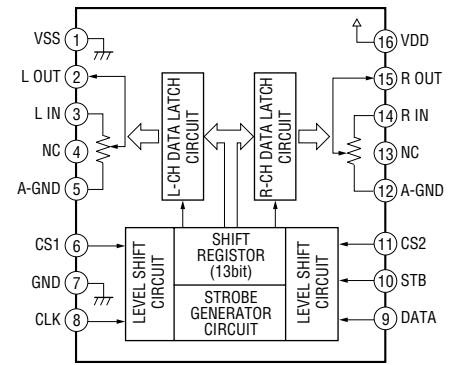 VSS 1
L OUT 2
L IN 3
NC 4
A-GND 5
CS1 6
GND 7
CLK 8
16 VDD
15 R OUT
14 R IN
13 NC
12 A-GND
11 CS2
10 STB
9 DATA
L-CH DATA LATCH
CIRCUIT
R-CH DATA LATCH
CIRCUIT
LEVEL SHIFT
CIRCUIT
SHIFT
REGISTOR
(13bit)
STROBE
GENERATOR
CIRCUIT
LEVEL SHIFT
CIRCUIT